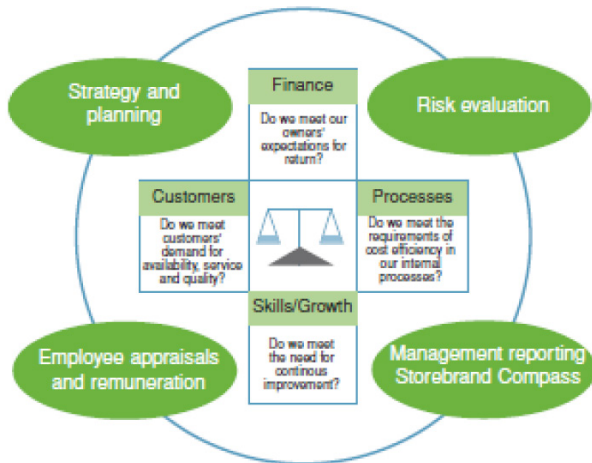 Strategy and
planning
Finance
Do we meet our
owners'
expectations for
return?
Risk evaluation
Customers
Do we meet
customers'
demand for
availability, service
and quality?
Processes
Do we meet the
requirements of
cost efficiency in
our internal
processes?
Skills/Growth
Do we meet
the need for
continous
improvement?
Employee appraisals
and remuneration
Management reporting
Storebrand Compass